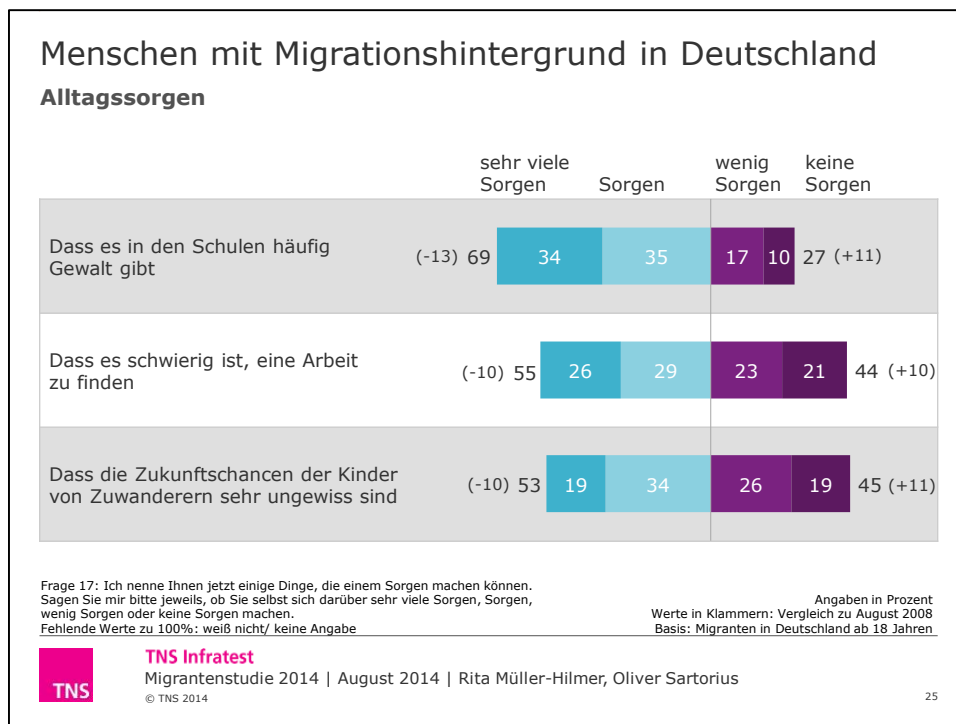 Menschen mit Migrationshintergrund in Deutschland
Alltagssorgen
sehr viele Sorgen
Sorgen
wenig Sorgen
keine Sorgen
Dass es in den Schulen häufig
Gewalt gibt
(-13) 69 34 35 17 10 27 (+11)
Dass es schwierig ist, eine Arbeit
zu finden
(-10) 55 26 29 23 21 44 (+10)
Dass die Zukunftschancen der Kinder
von Zuwanderern sehr ungewiss sind
(-10) 53 19 34 26 19 45 (+11)
Frage 17: Ich nenne Ihnen jetzt einige Dinge, die einem Sorgen machen können.
Sagen Sie mir bitte jeweils, ob Sie selbst sich darüber sehr viele Sorgen, Sorgen,
wenig Sorgen oder keine Sorgen machen.
Fehlende Werte zu 100%: weiß nicht/ keine Angabe
Angaben in Prozent
Werte in Klammern: Vergleich zu August 2008
Basis: Migranten in Deutschland ab 18 Jahren
TNS
TNS Infratest
Migrantenstudie 2014 | August 2014 | Rita Müller-Hilmer, Oliver Sartorius
© TNS 2014
25